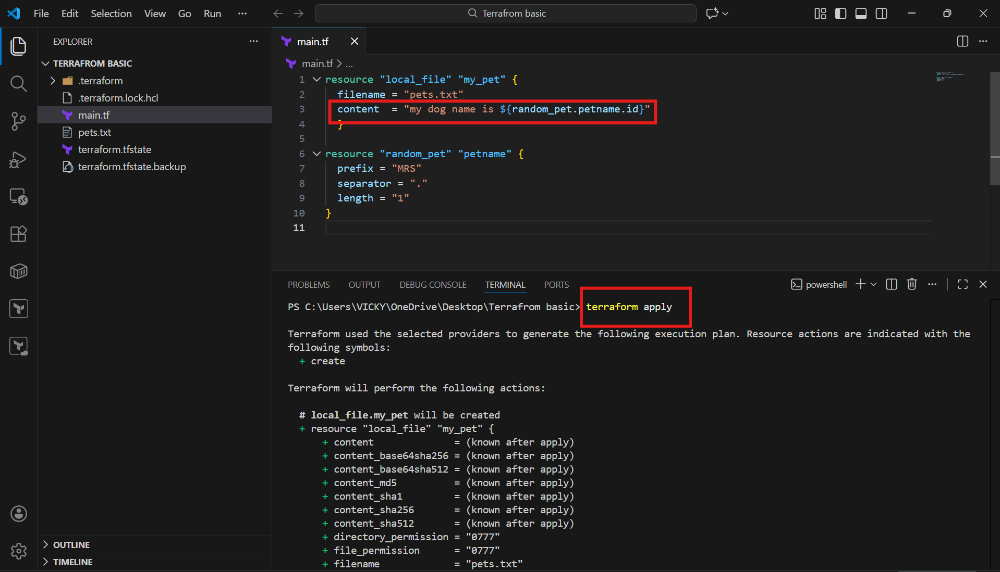 File Edit Selection View Go Run ···
Terrafrom basic
EXPLORER ···
TERRAFROM BASIC
.terraform
.terraform.lock.hcl
main.tf
pets.txt
terraform.tfstate
terraform.tfstate.backup
OUTLINE
TIMELINE
main.tf
main.tf > ...
1 resource "local_file" "my_pet" {
2 filename = "pets.txt"
3 content  = "my dog name is ${random_pet.petname.id}"
4 }
5
6 resource "random_pet" "petname" {
7 prefix = "MRS"
8 separator = "."
9 length = "1"
10 }
11
PROBLEMS OUTPUT DEBUG CONSOLE TERMINAL PORTS
powershell
PS C:\Users\VICKY\OneDrive\Desktop\Terrafrom basic> terraform apply
Terraform used the selected providers to generate the following execution plan. Resource actions are indicated with the
following symbols:
+ create
Terraform will perform the following actions:
# local_file.my_pet will be created
+ resource "local_file" "my_pet" {
+ content              = (known after apply)
+ content_base64sha256 = (known after apply)
+ content_base64sha512 = (known after apply)
+ content_md5          = (known after apply)
+ content_sha1         = (known after apply)
+ content_sha256       = (known after apply)
+ content_sha512       = (known after apply)
+ directory_permission = "0777"
+ file_permission      = "0777"
+ filename             = "pets.txt"